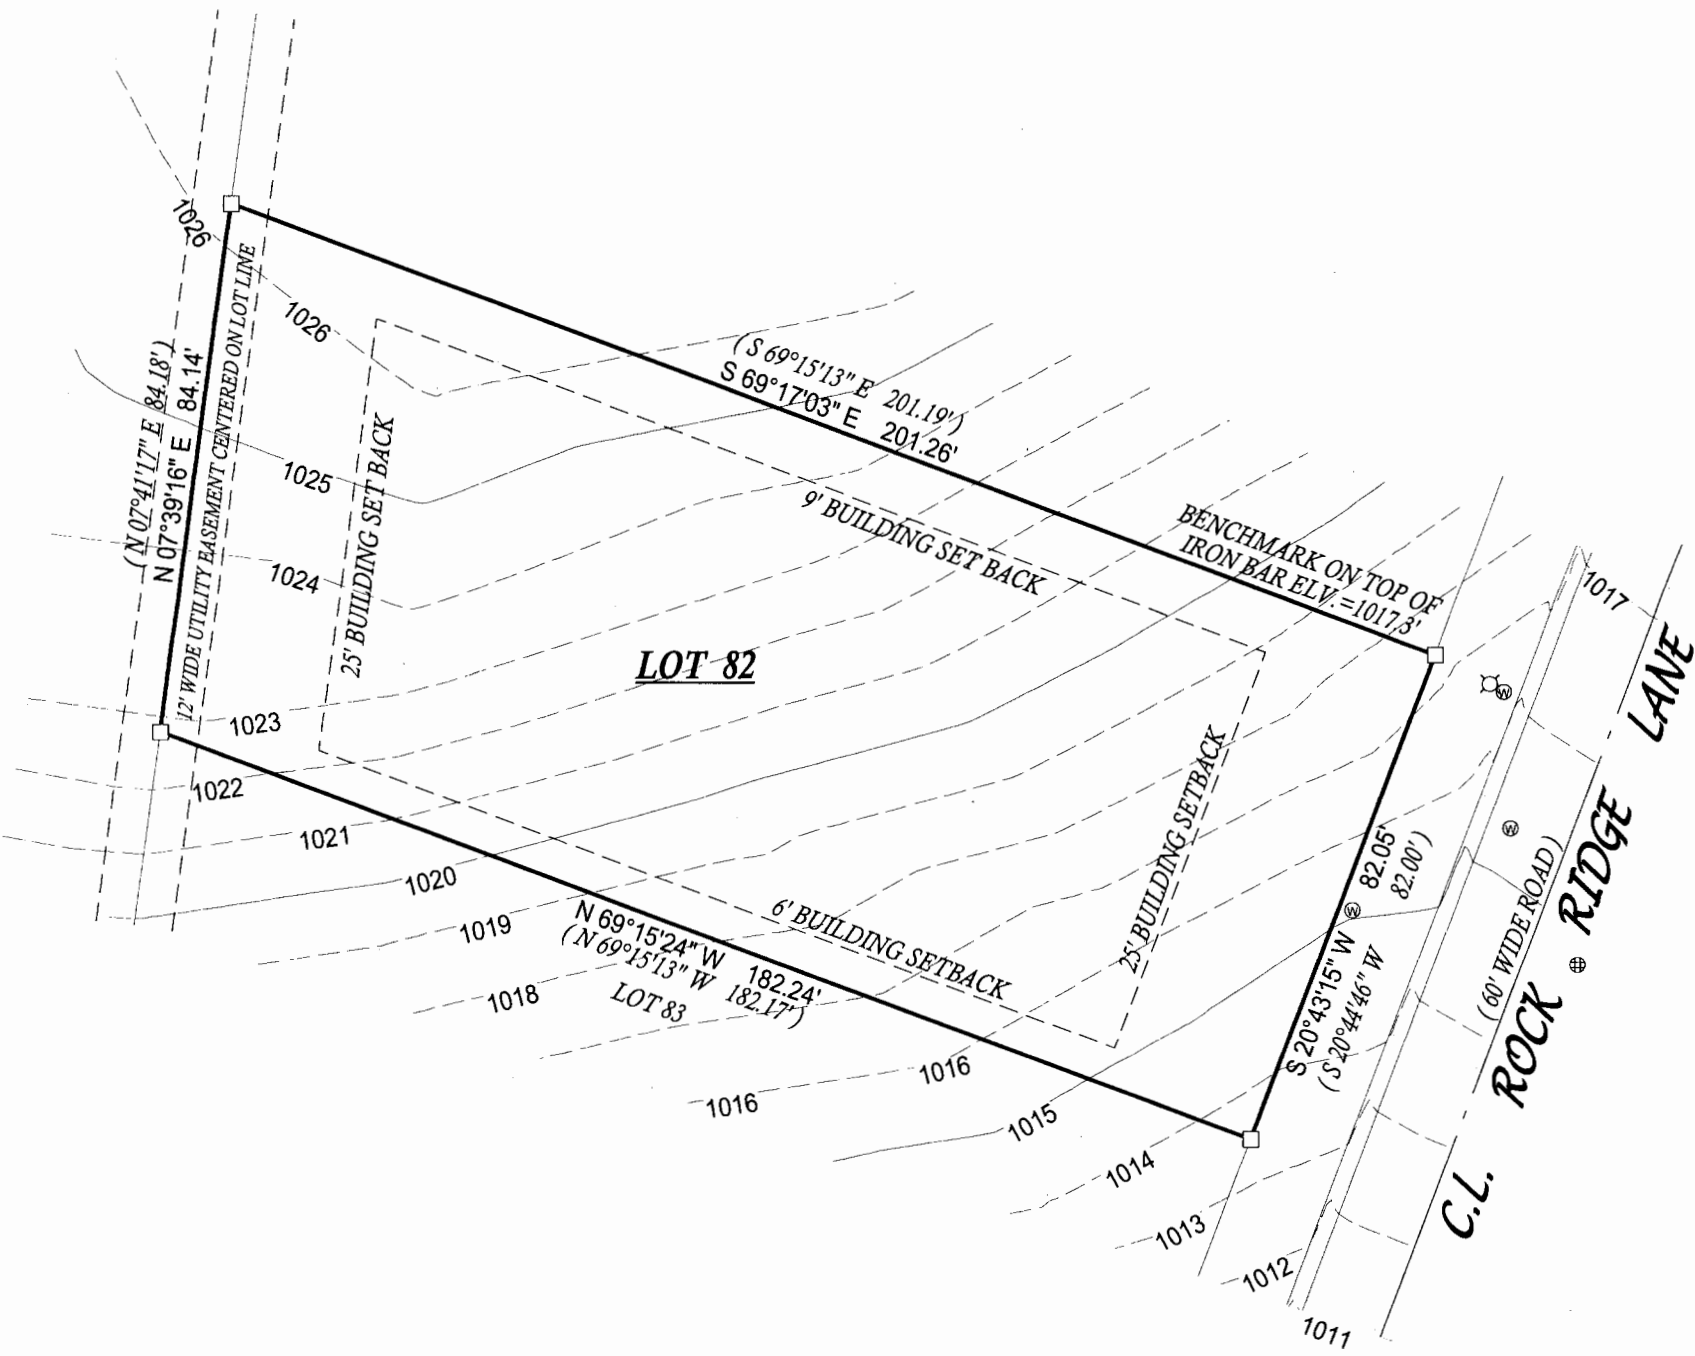 1026
1026
( N 07°41'17" E 84.18')
N 07°39'16" E 84.14'
12' WIDE UTILITY EASEMENT CENTERED ON LOT LINE
25' BUILDING SET BACK
( S 69°15'13" E 201.19')
S 69°17'03" E 201.26'
9' BUILDING SET BACK
BENCHMARK ON TOP OF
IRON BAR ELV.=1017.3'
1017
1025
1024
LOT 82
1023
1022
1021
1020
1019
1018
N 69°15'24" W 182.24'
( N 69°15'13" W 182.17')
LOT 83
6' BUILDING SETBACK
25' BUILDING SETBACK
S 20°43'15" W 82.05'
( S 20°44'46" W 82.00' )
W
W
W
( 60' WIDE ROAD )
C.L. ROCK RIDGE LANE
1016
1016
1015
1014
1013
1012
1011